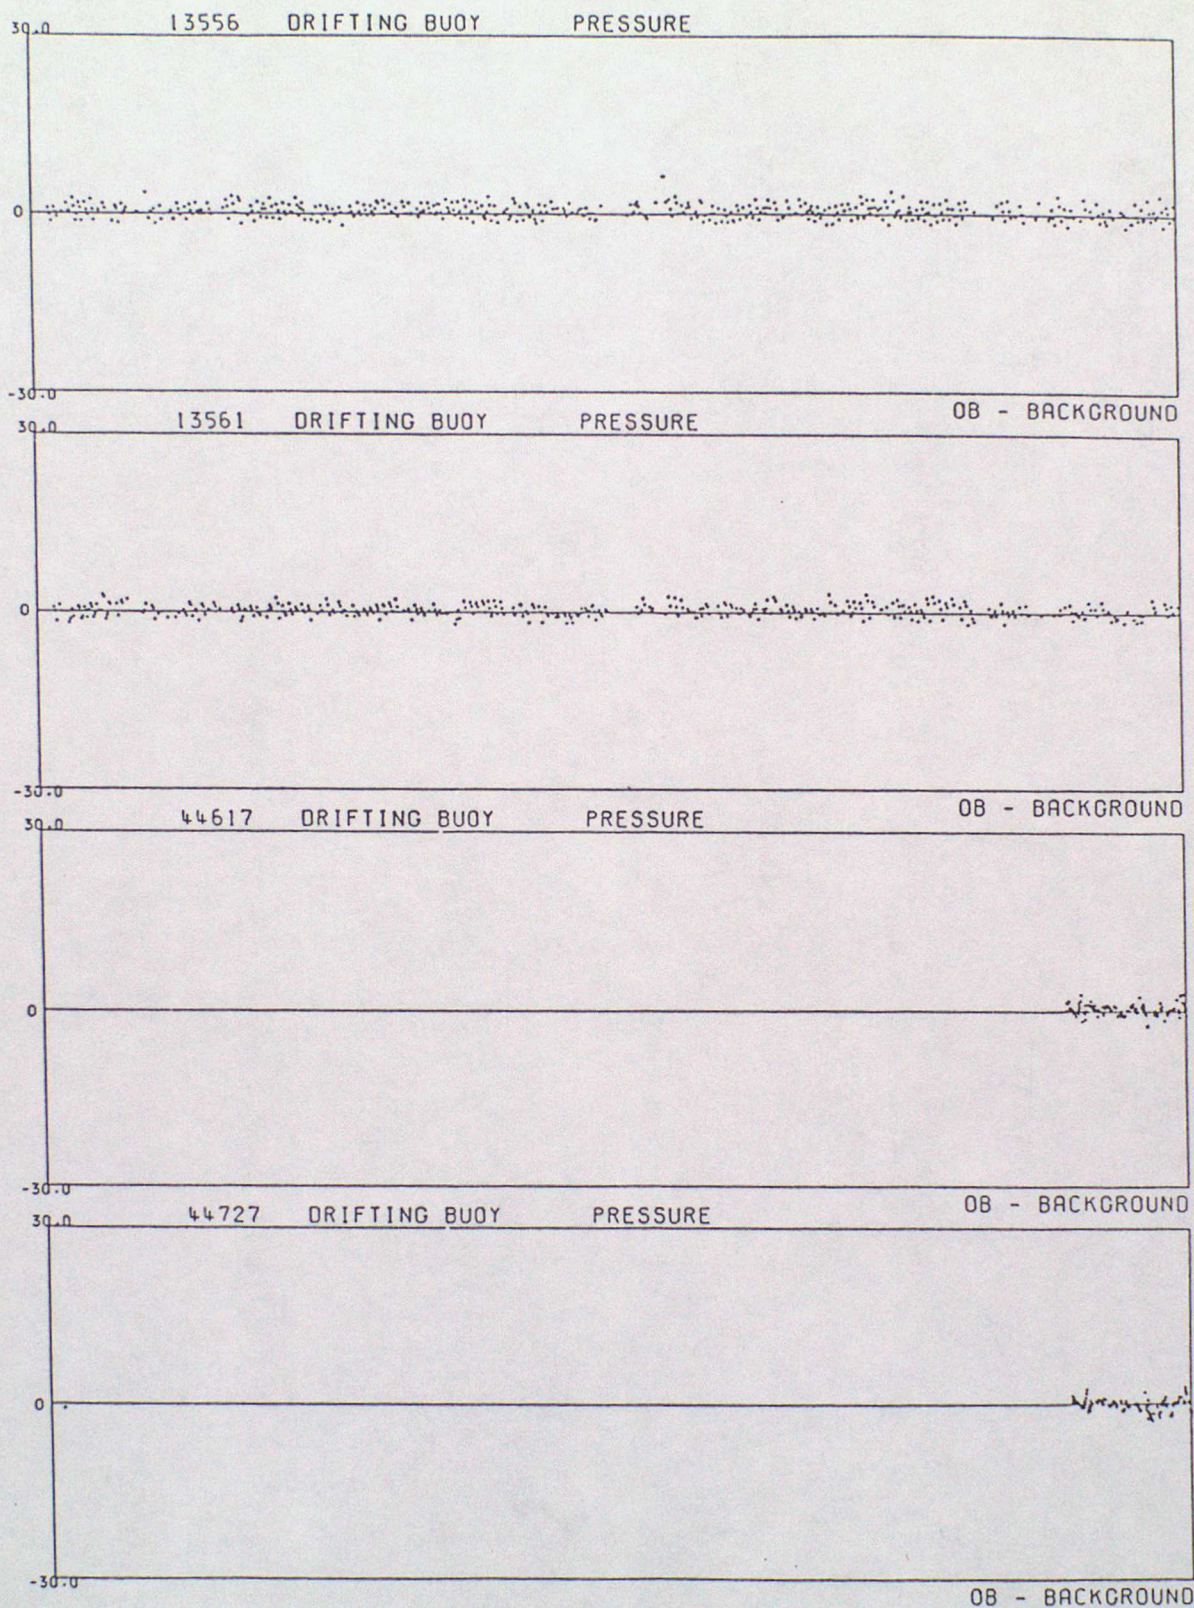 13556 DRIFTING BUOY PRESSURE
30.0
0
-30.0
OB - BACKGROUND
13561 DRIFTING BUOY PRESSURE
30.0
0
-30.0
OB - BACKGROUND
44617 DRIFTING BUOY PRESSURE
30.0
0
-30.0
OB - BACKGROUND
44727 DRIFTING BUOY PRESSURE
30.0
0
-30.0
OB - BACKGROUND